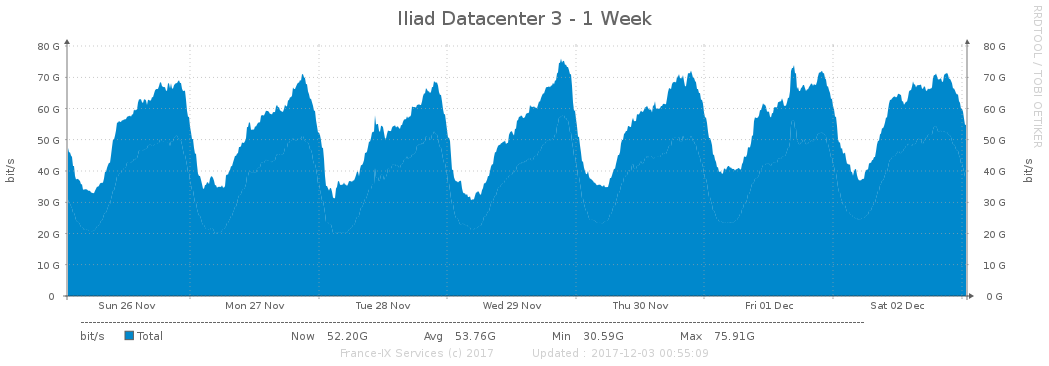 Iliad Datacenter 3 - 1 Week
RRDTOOL / TOBI OETIKER
bit/s
80 G
70 G
60 G
50 G
40 G
30 G
20 G
10 G
0
80 G
70 G
60 G
50 G
40 G
30 G
20 G
10 G
0 G
bit/s
Sun 26 Nov Mon 27 Nov Tue 28 Nov Wed 29 Nov Thu 30 Nov Fri 01 Dec Sat 02 Dec
bit/s Total Now 52.20G Avg 53.76G Min 30.59G Max 75.91G
France-IX Services (c) 2017 Updated : 2017-12-03 00:55:09